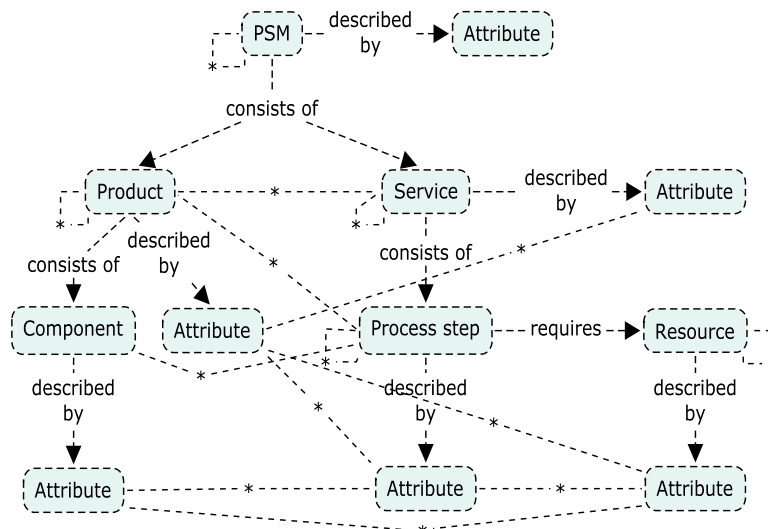 PSM
described
by
Attribute
*
consists of
Product
*
Service
described
by
Attribute
*
*
described
by
consists of
*
consists of
*
Component
Attribute
Process step
requires
Resource
*
*
described
by
described
by
described
by
*
*
Attribute
*
Attribute
*
Attribute
*